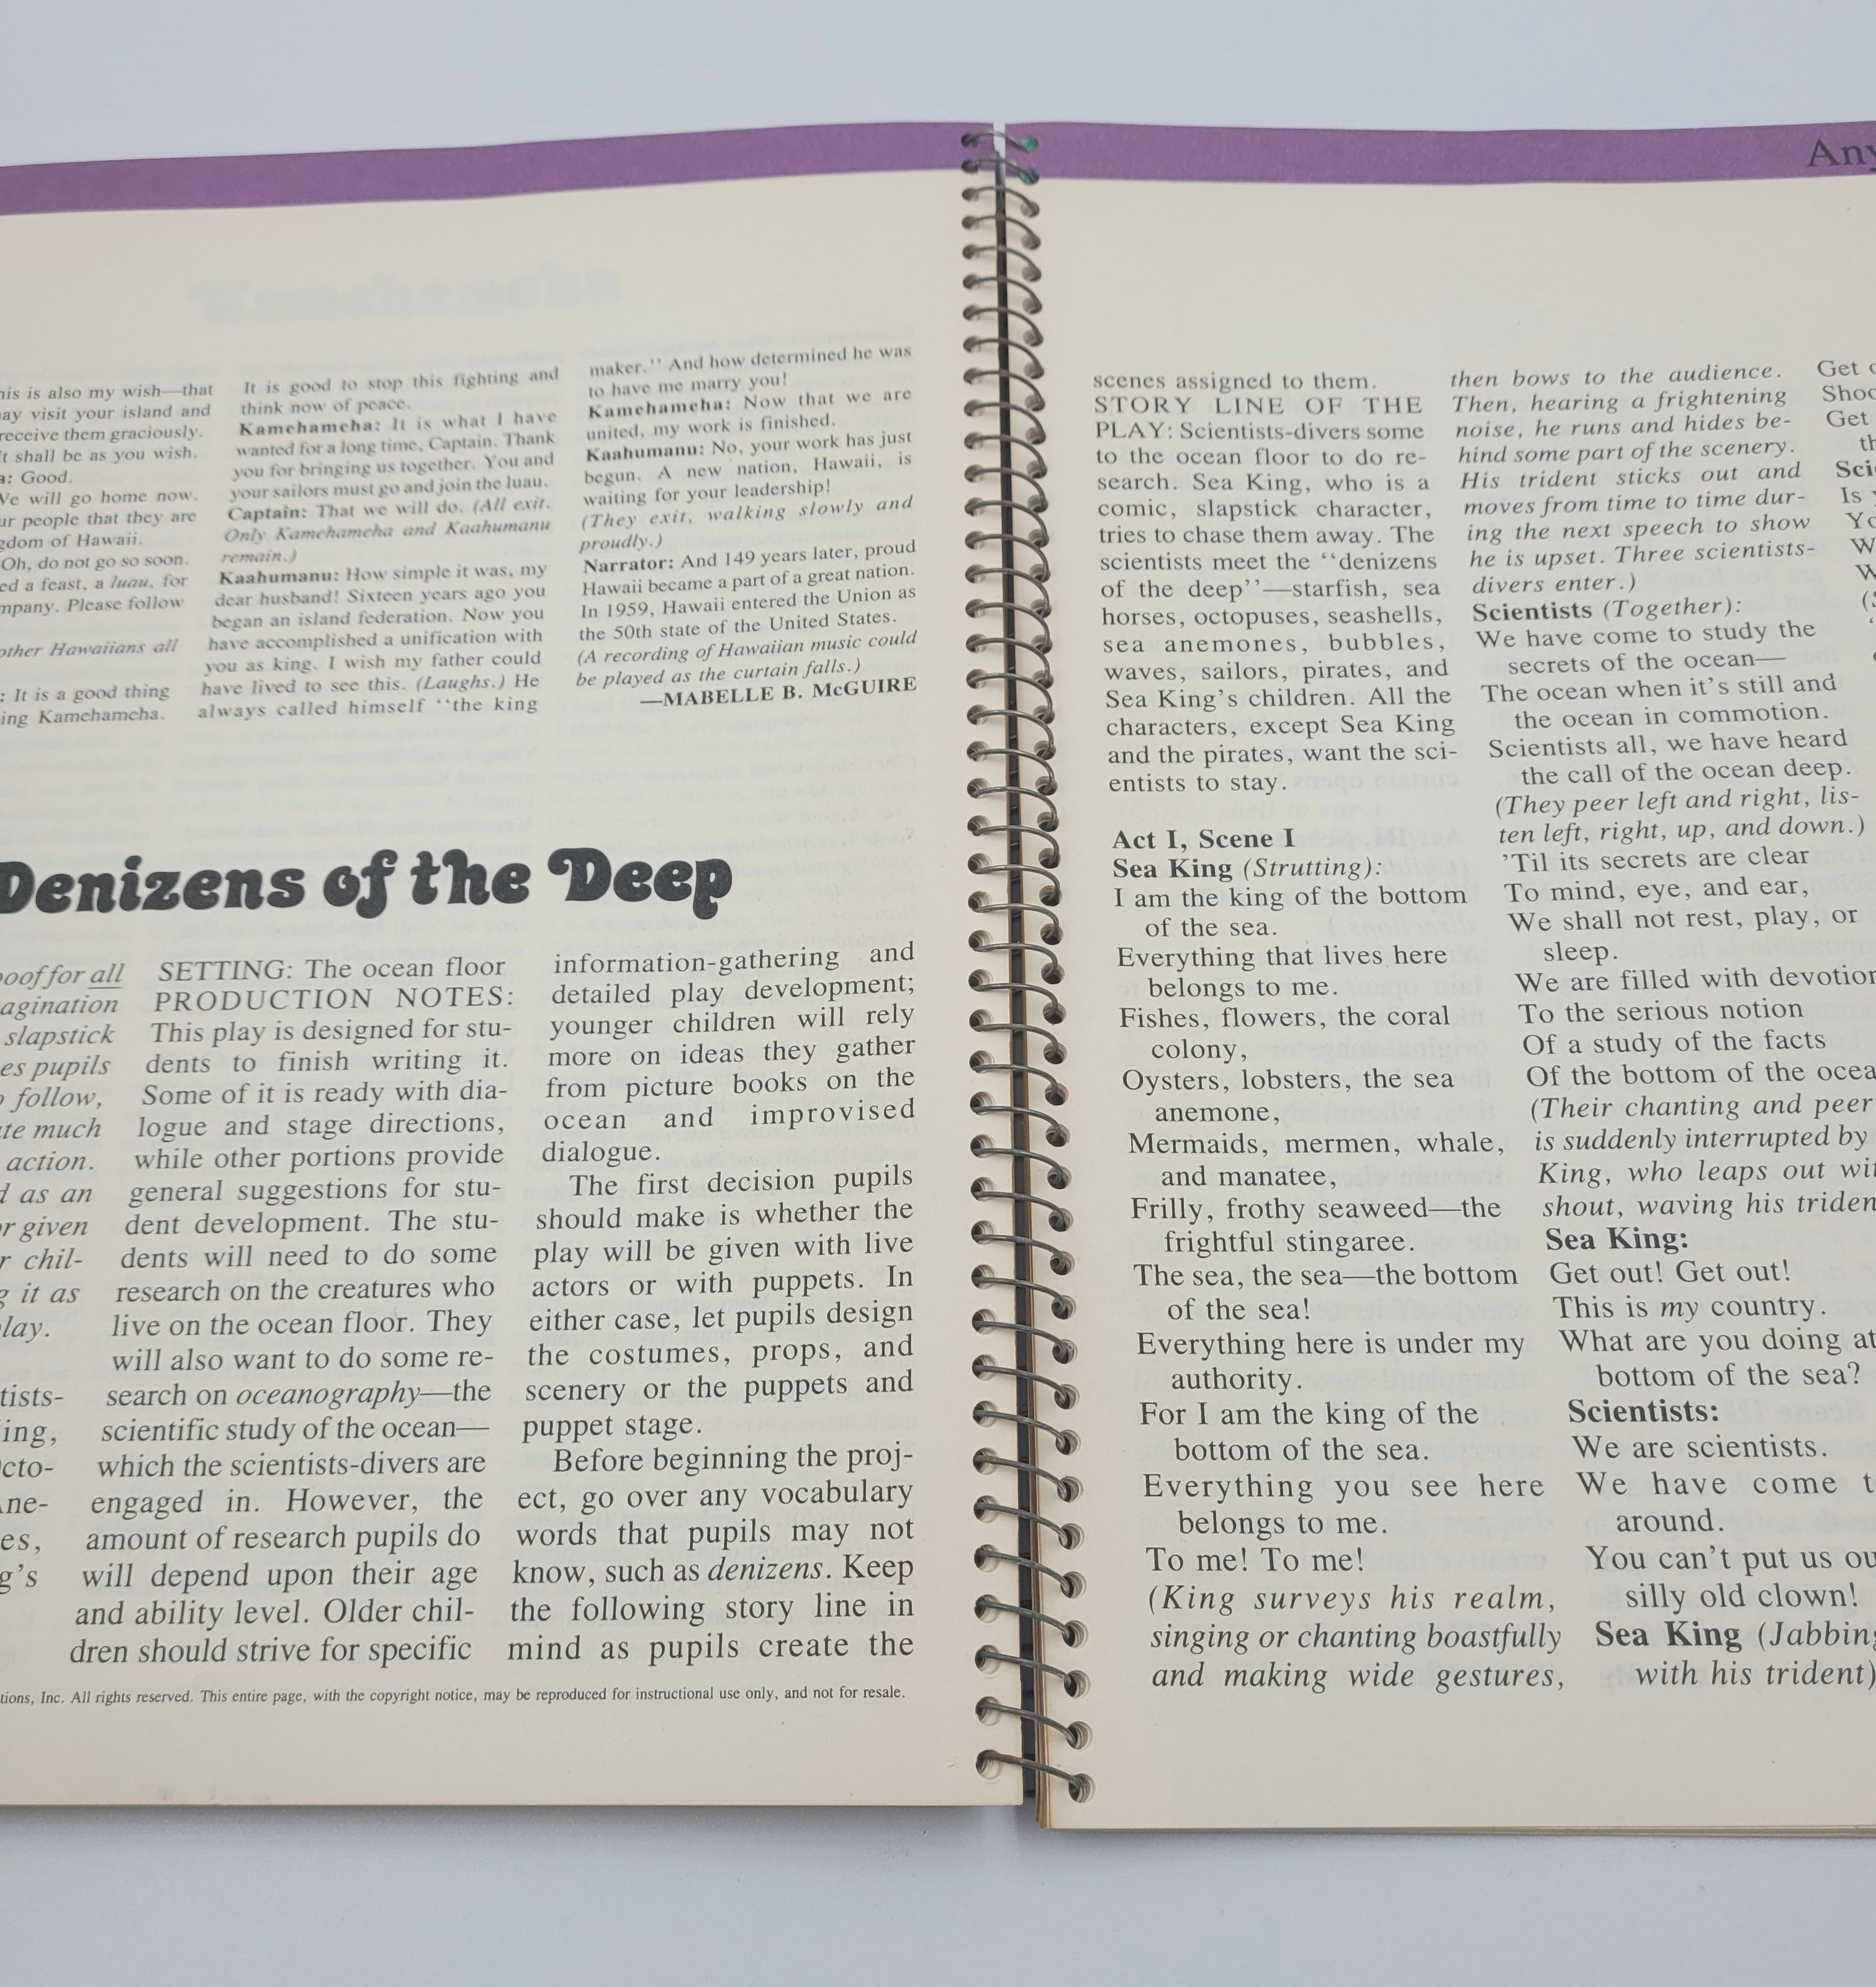 his is also my wish—that
ay visit your island and
receive them graciously.
t shall be as you wish.
a: Good.
We will go home now.
ur people that they are
gdom of Hawaii.
Oh, do not go so soon.
ed a feast, a luau, for
mpany. Please follow
other Hawaiians all
: It is a good thing
ing Kamehameha.
It is good to stop this fighting and
think now of peace.
Kamehameha: It is what I have
wanted for a long time, Captain. Thank
you for bringing us together. You and
your sailors must go and join the luau.
Captain: That we will do. (All exit.
Only Kamehameha and Kaahumanu
remain.)
Kaahumanu: How simple it was, my
dear husband! Sixteen years ago you
began an island federation. Now you
have accomplished a unification with
you as king. I wish my father could
have lived to see this. (Laughs.) He
always called himself "the king
maker." And how determined he was
to have me marry you!
Kamehameha: Now that we are
united, my work is finished.
Kaahumanu: No, your work has just
begun. A new nation, Hawaii, is
waiting for your leadership!
(They exit, walking slowly and
proudly.)
Narrator: And 149 years later, proud
Hawaii became a part of a great nation.
In 1959, Hawaii entered the Union as
the 50th state of the United States.
(A recording of Hawaiian music could
be played as the curtain falls.)
—MABELLE B. McGUIRE
Denizens of the Deep
oof for all
agination
slapstick
es pupils
follow,
te much
action.
d as an
or given
r chil-
g it as
lay.
tists-
ing,
cto-
ne-
es,
g's
SETTING: The ocean floor
PRODUCTION NOTES:
This play is designed for stu-
dents to finish writing it.
Some of it is ready with dia-
logue and stage directions,
while other portions provide
general suggestions for stu-
dent development. The stu-
dents will need to do some
research on the creatures who
live on the ocean floor. They
will also want to do some re-
search on oceanography—the
scientific study of the ocean—
which the scientists-divers are
engaged in. However, the
amount of research pupils do
will depend upon their age
and ability level. Older chil-
dren should strive for specific
information-gathering and
detailed play development;
younger children will rely
more on ideas they gather
from picture books on the
ocean and improvised
dialogue.
The first decision pupils
should make is whether the
play will be given with live
actors or with puppets. In
either case, let pupils design
the costumes, props, and
scenery or the puppets and
puppet stage.
Before beginning the proj-
ect, go over any vocabulary
words that pupils may not
know, such as denizens. Keep
the following story line in
mind as pupils create the
tions, Inc. All rights reserved. This entire page, with the copyright notice, may be reproduced for instructional use only, and not for resale.
Any
scenes assigned to them.
STORY LINE OF THE
PLAY: Scientists-divers some
to the ocean floor to do re-
search. Sea King, who is a
comic, slapstick character,
tries to chase them away. The
scientists meet the "denizens
of the deep"—starfish, sea
horses, octopuses, seashells,
sea anemones, bubbles,
waves, sailors, pirates, and
Sea King's children. All the
characters, except Sea King
and the pirates, want the sci-
entists to stay.
Act I, Scene I
Sea King (Strutting):
I am the king of the bottom
of the sea.
Everything that lives here
belongs to me.
Fishes, flowers, the coral
colony,
Oysters, lobsters, the sea
anemone,
Mermaids, mermen, whale,
and manatee,
Frilly, frothy seaweed—the
frightful stingaree.
The sea, the sea—the bottom
of the sea!
Everything here is under my
authority.
For I am the king of the
bottom of the sea.
Everything you see here
belongs to me.
To me! To me!
(King surveys his realm,
singing or chanting boastfully
and making wide gestures,
then bows to the audience.
Then, hearing a frightening
noise, he runs and hides be-
hind some part of the scenery.
His trident sticks out and
moves from time to time dur-
ing the next speech to show
he is upset. Three scientists-
divers enter.)
Scientists (Together):
We have come to study the
secrets of the ocean—
The ocean when it's still and
the ocean in commotion.
Scientists all, we have heard
the call of the ocean deep.
(They peer left and right, lis-
ten left, right, up, and down.)
'Til its secrets are clear
To mind, eye, and ear,
We shall not rest, play, or
sleep.
We are filled with devotion
To the serious notion
Of a study of the facts
Of the bottom of the ocea
(Their chanting and peer
is suddenly interrupted by
King, who leaps out wit
shout, waving his triden
Sea King:
Get out! Get out!
This is my country.
What are you doing at
bottom of the sea?
Scientists:
We are scientists.
We have come t
around.
You can't put us ou
silly old clown!
Sea King (Jabbing
with his trident)
Get o
Shoo
Get
th
Sci
Is y
Yo
W
W
(S